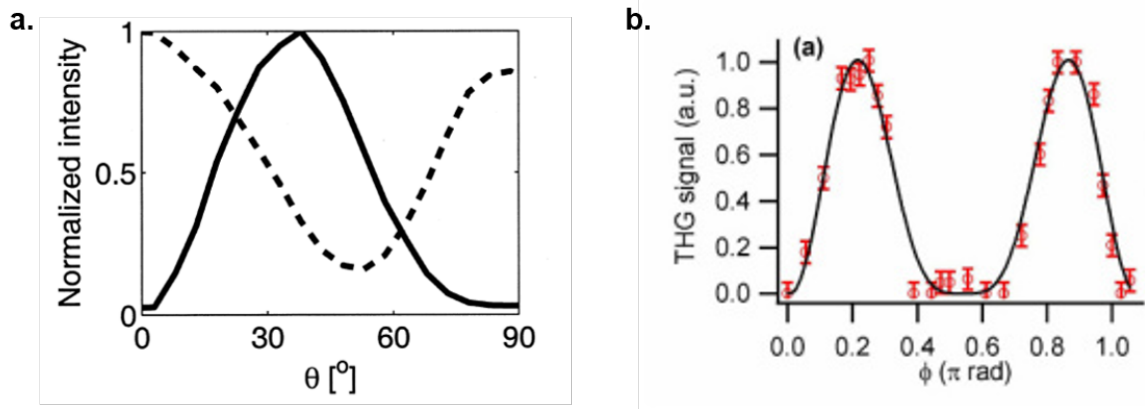 a.
Normalized intensity
1
0.5
0
0
30
60
90
θ [°]
b.
(a)
THG signal (a.u.)
1.0
0.8
0.6
0.4
0.2
0.0
0.0
0.2
0.4
0.6
0.8
1.0
ϕ (π rad)